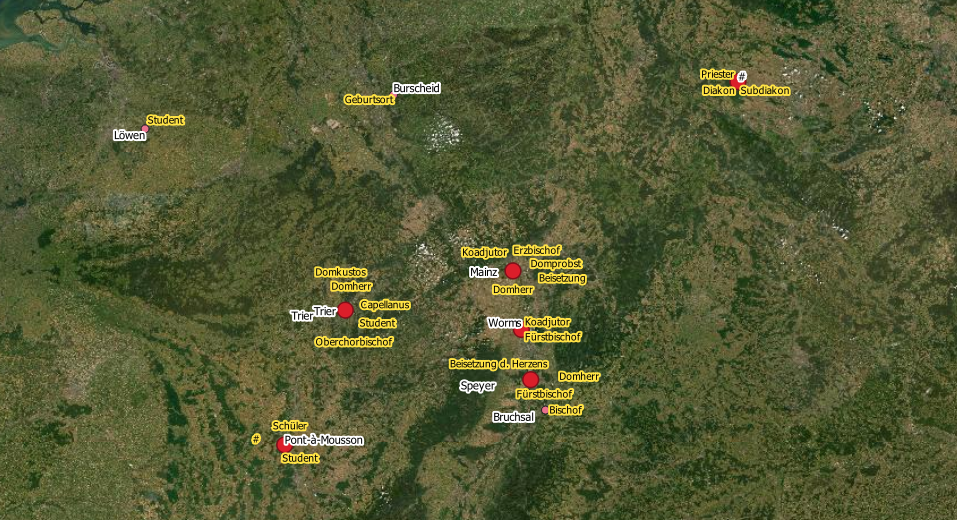 Priester #
Diakon Subdiakon
Burscheid
Geburtsort
Student
Löwen
Koadjutor Erzbischof
Domprobst
Mainz
Beisetzung
Domherr
Domkustos
Domherr
Capellanus
Trier Trier
Student
Oberchorbischof
Worms Koadjutor
Fürstbischof
Beisetzung d. Herzens
Domherr
Speyer
Fürstbischof
Bischof
Bruchsal
Schüler
# Pont-à-Mousson
Student